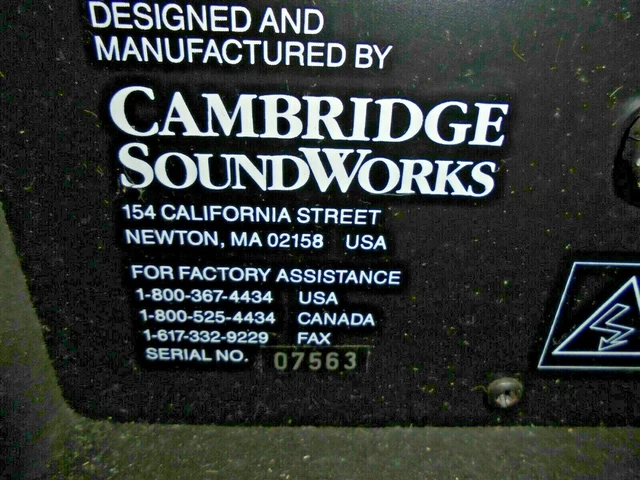 DESIGNED AND
MANUFACTURED BY
CAMBRIDGE
SOUNDWORKS
154 CALIFORNIA STREET
NEWTON, MA 02158 USA
FOR FACTORY ASSISTANCE
1-800-367-4434 USA
1-800-525-4434 CANADA
1-617-332-9229 FAX
SERIAL NO. 07563